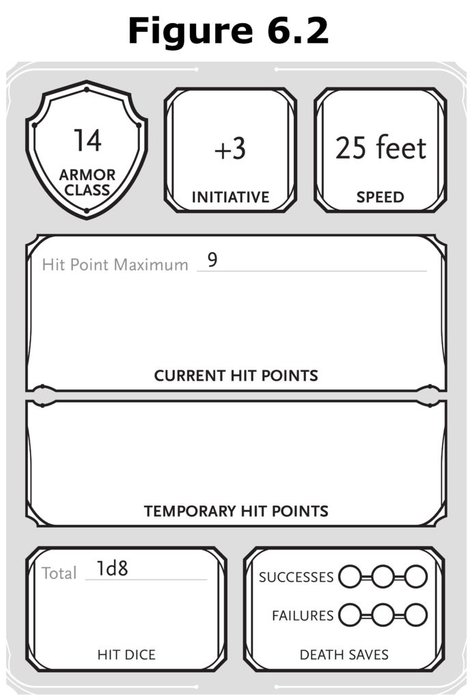 Figure 6.2
14
ARMOR
CLASS
+3
INITIATIVE
25 feet
SPEED
Hit Point Maximum 9
CURRENT HIT POINTS
TEMPORARY HIT POINTS
Total 1d8
HIT DICE
SUCCESSES
FAILURES
DEATH SAVES